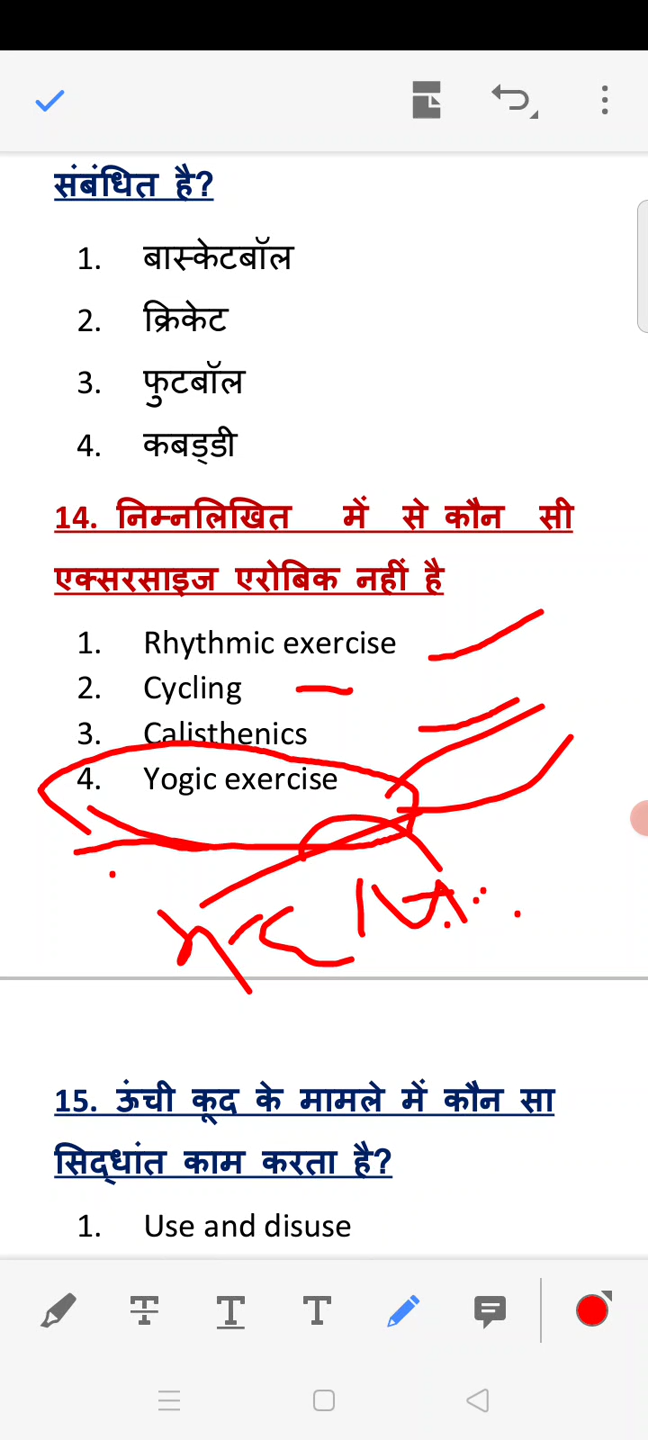 संबंधित है?
1. बास्केटबॉल
2. क्रिकेट
3. फुटबॉल
4. कबड्डी
14. निम्नलिखित में से कौन सी
एक्सरसाइज एरोबिक नहीं है
1. Rhythmic exercise
2. Cycling
3. Calisthenics
4. Yogic exercise
15. ऊंची कूद के मामले में कौन सा
सिद्धांत काम करता है?
1. Use and disuse